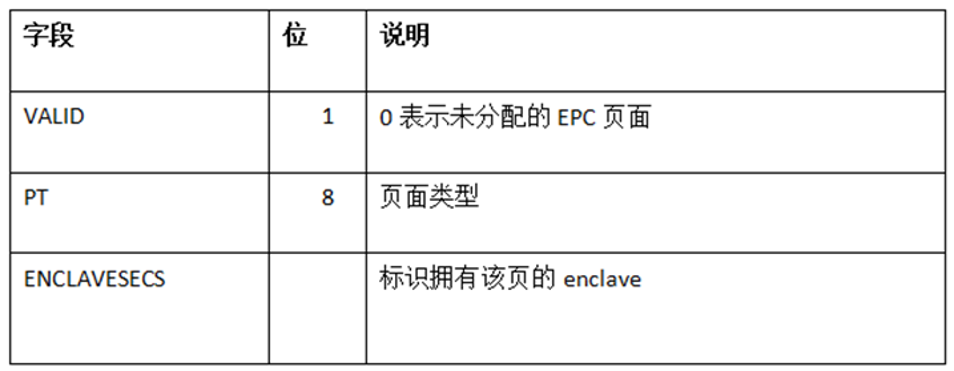 字段 位 说明
VALID 1 0 表示未分配的 EPC 页面
PT 8 页面类型
ENCLAVESECS 标识拥有该页的 enclave